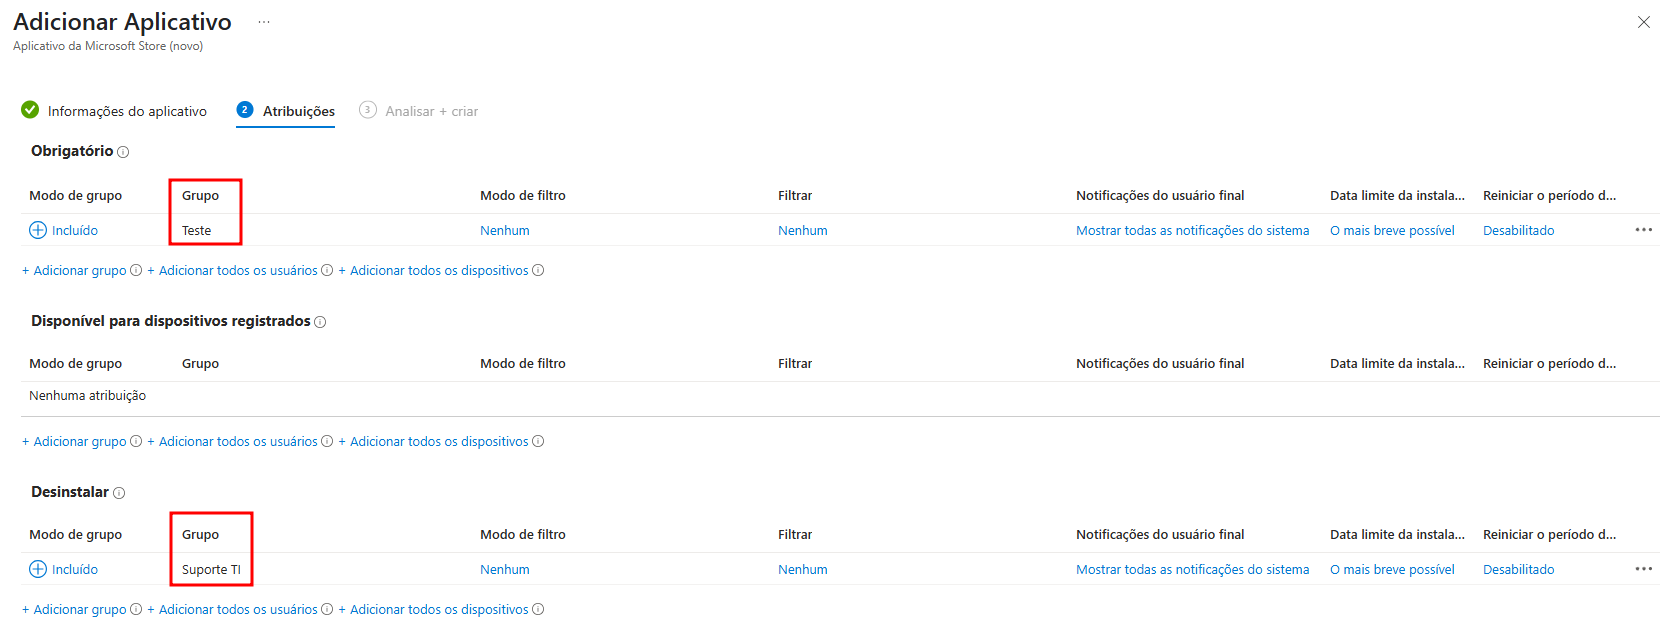 Adicionar Aplicativo ...
Aplicativo da Microsoft Store (novo)
Informações do aplicativo 2 Atribuições 3 Analisar + criar
Obrigatório
Modo de grupo Grupo Modo de filtro Filtrar Notificações do usuário final Data limite da instala... Reiniciar o período d...
Incluído Teste Nenhum Nenhum Mostrar todas as notificações do sistema O mais breve possível Desabilitado ...
+ Adicionar grupo + Adicionar todos os usuários + Adicionar todos os dispositivos
Disponível para dispositivos registrados
Modo de grupo Grupo Modo de filtro Filtrar Notificações do usuário final Data limite da instala... Reiniciar o período d...
Nenhuma atribuição
+ Adicionar grupo + Adicionar todos os usuários + Adicionar todos os dispositivos
Desinstalar
Modo de grupo Grupo Modo de filtro Filtrar Notificações do usuário final Data limite da instala... Reiniciar o período d...
Incluído Suporte TI Nenhum Nenhum Mostrar todas as notificações do sistema O mais breve possível Desabilitado ...
+ Adicionar grupo + Adicionar todos os usuários + Adicionar todos os dispositivos